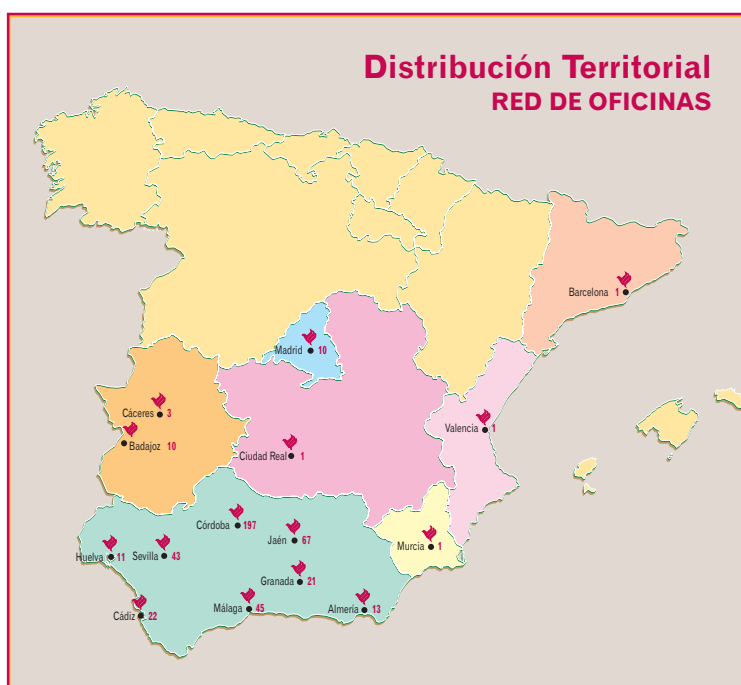 Distribución Territorial
RED DE OFICINAS
Barcelona 1
Madrid 10
Cáceres 3
Badajoz 10
Valencia 1
Ciudad Real 1
Córdoba 197
Jaén 67
Murcia 1
Huelva 11
Sevilla 43
Granada 21
Cádiz 22
Málaga 45
Almería 13